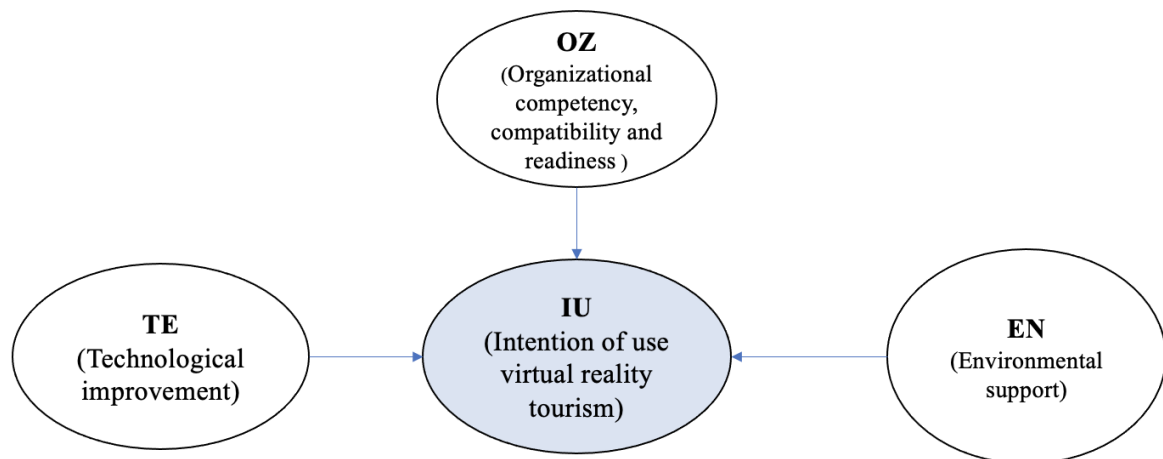 OZ
(Organizational
competency,
compatibility and
readiness )
TE
(Technological
improvement)
IU
(Intention of use
virtual reality
tourism)
EN
(Environmental
support)